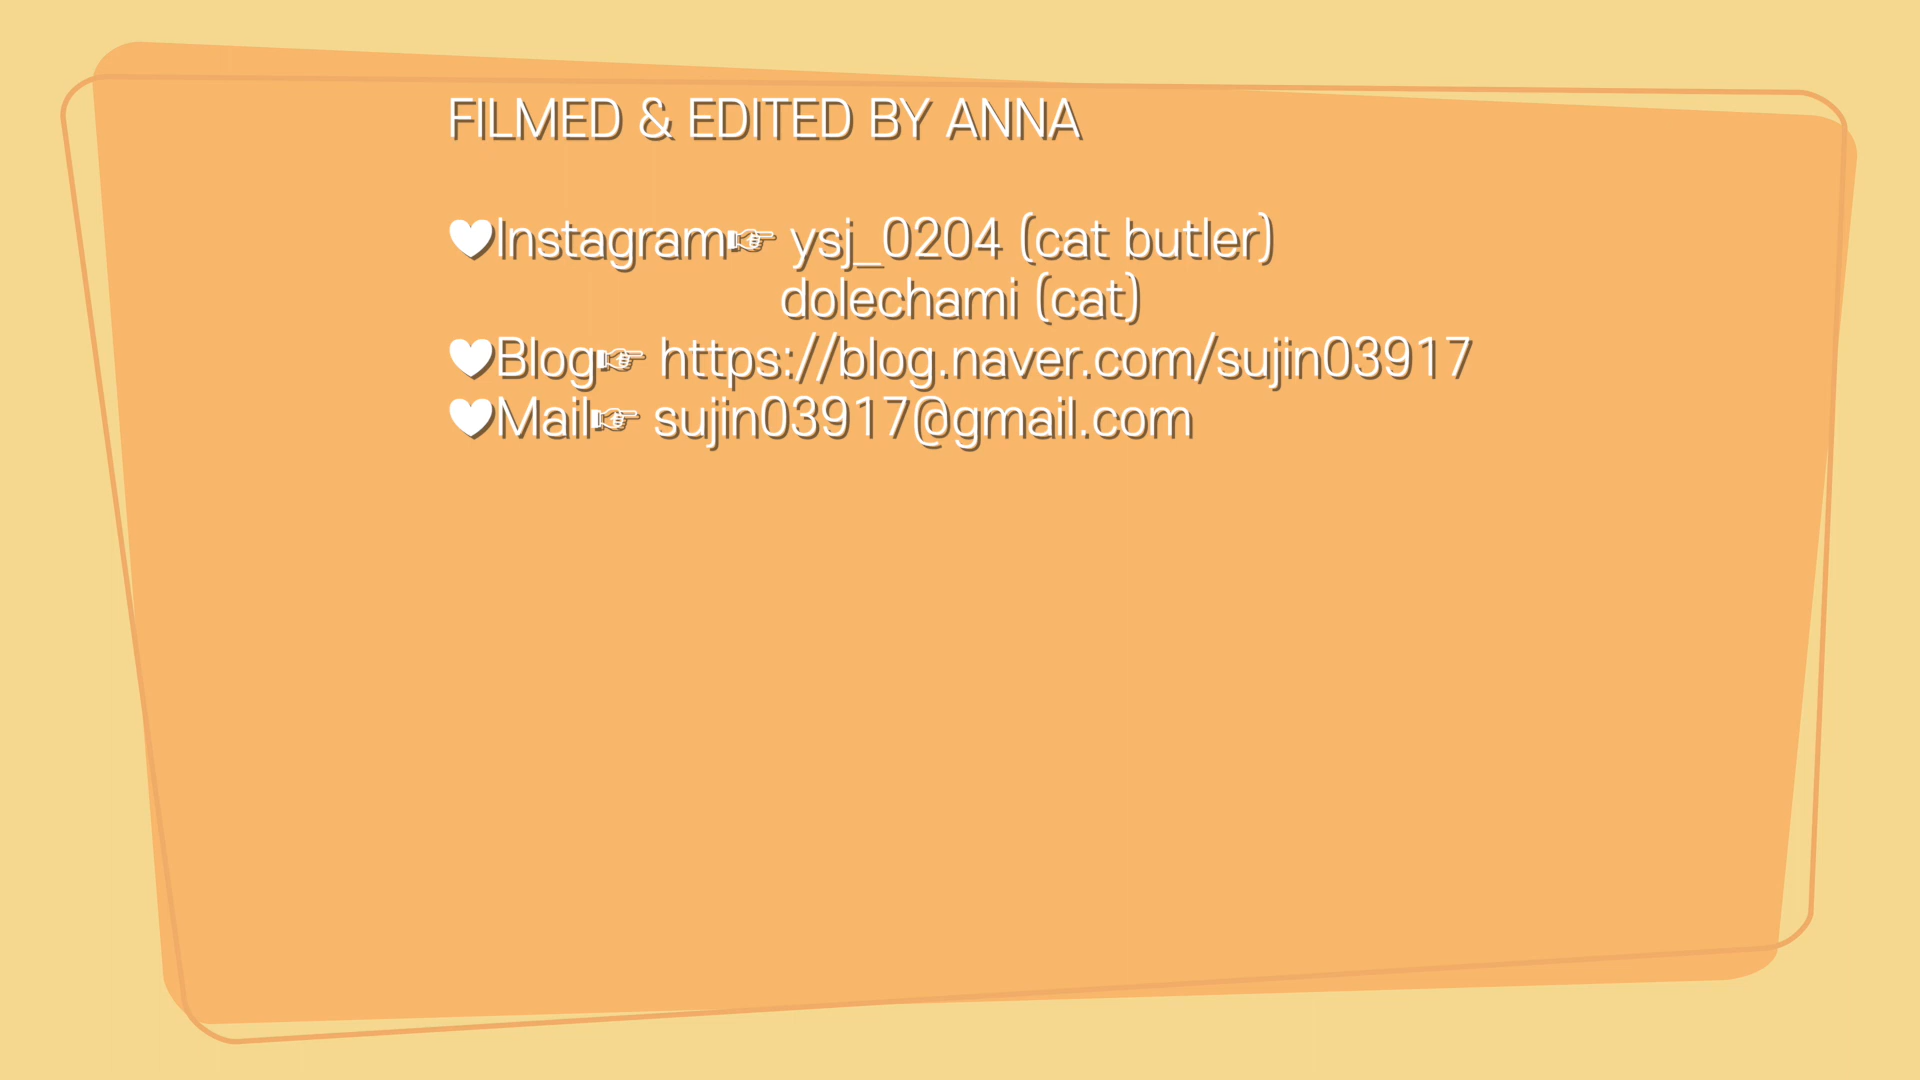 FILMED & EDITED BY ANNA
🤍Instagram☞ ysj_0204 (cat butler)
dolechami (cat)
🤍Blog☞ https://blog.naver.com/sujin03917
🤍Mail☞ sujin03917@gmail.com